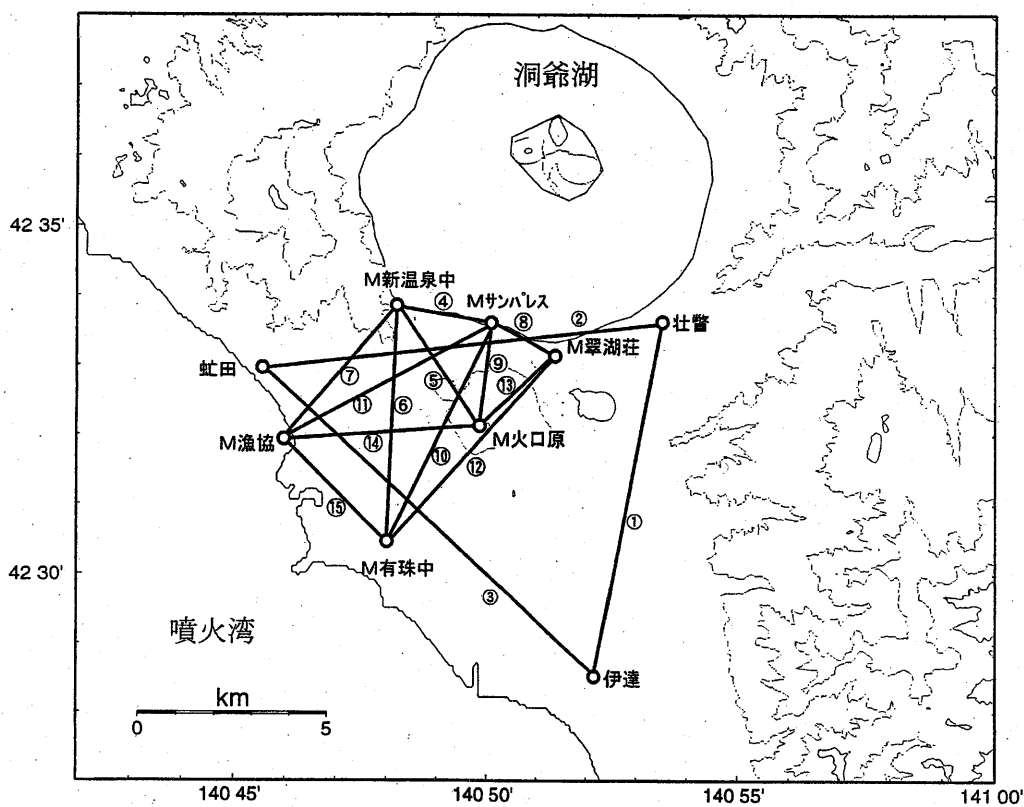 洞爺湖
42 35'
M新温泉中
④
Mサンパレス
⑧
②
壮瞥
M翠湖荘
虻田
⑦
⑤
⑨
⑬
⑪
⑥
M漁協
⑭
M火口原
⑩
⑫
⑮
①
M有珠中
42 30'
③
噴火湾
伊達
km
0
5
140 45'
140 50'
140 55'
141 00'